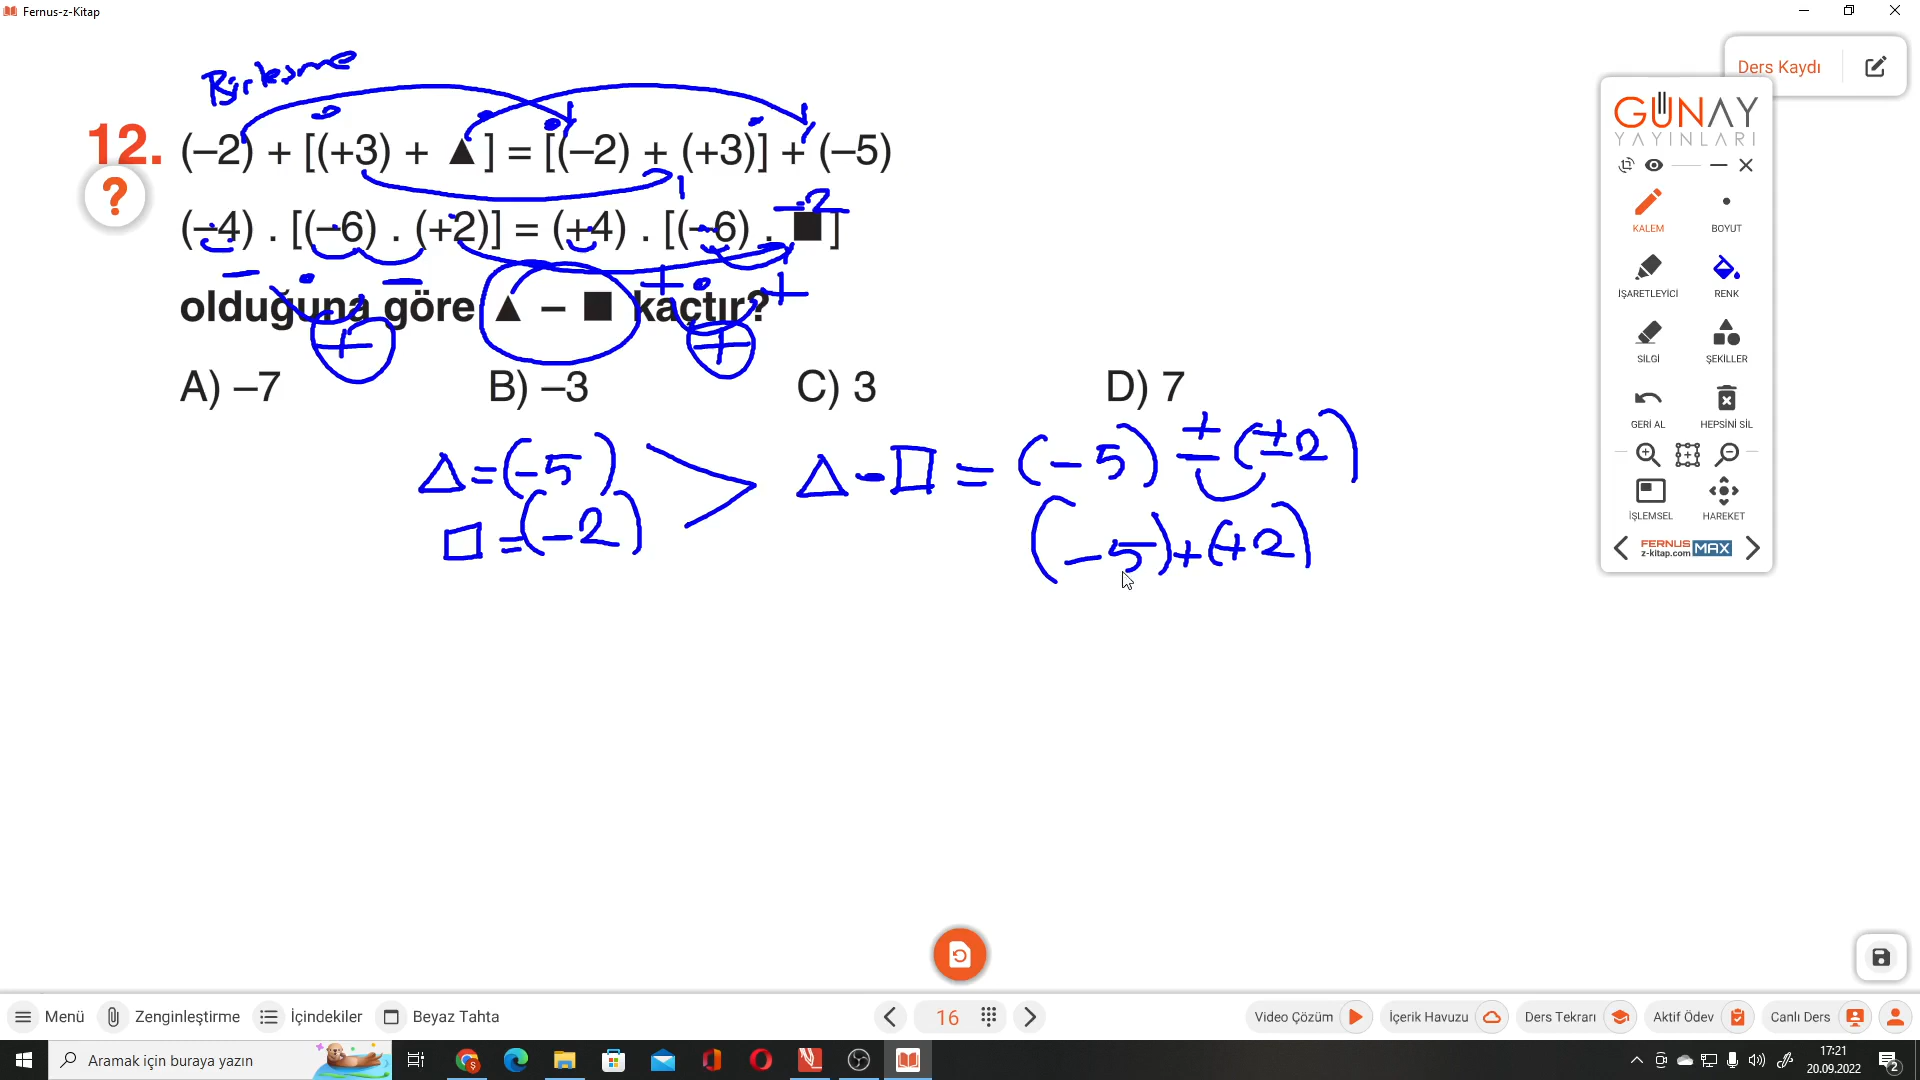 Fernus-z-Kitap
Ders Kaydı
Birleşme
12. (–2) + [(+3) + ▲] = [(–2) + (+3)] + (–5)
?
–2
(–4) . [(–6) . (+2)] = (+4) . [(–6) . ■]
– – + +
olduğuna göre ▲ – ■ kaçtır?
+ +
A) –7 B) –3 C) 3 D) 7
△ = (–5) △ – □ = (–5) ± (±2)
□ = (–2) (–5) + (+2)
GÜNAY
YAYINLARI
KALEM BOYUT
İŞARETLEYİCİ RENK
SİLGİ ŞEKİLLER
GERİ AL HEPSİNİ SİL
İŞLEMSEL HAREKET
FERNUS
z-kitap.com MAX
Menü Zenginleştirme İçindekiler Beyaz Tahta 16 Video Çözüm İçerik Havuzu Ders Tekrarı Aktif Ödev Canlı Ders
Aramak için buraya yazın
17:21
20.09.2022
2